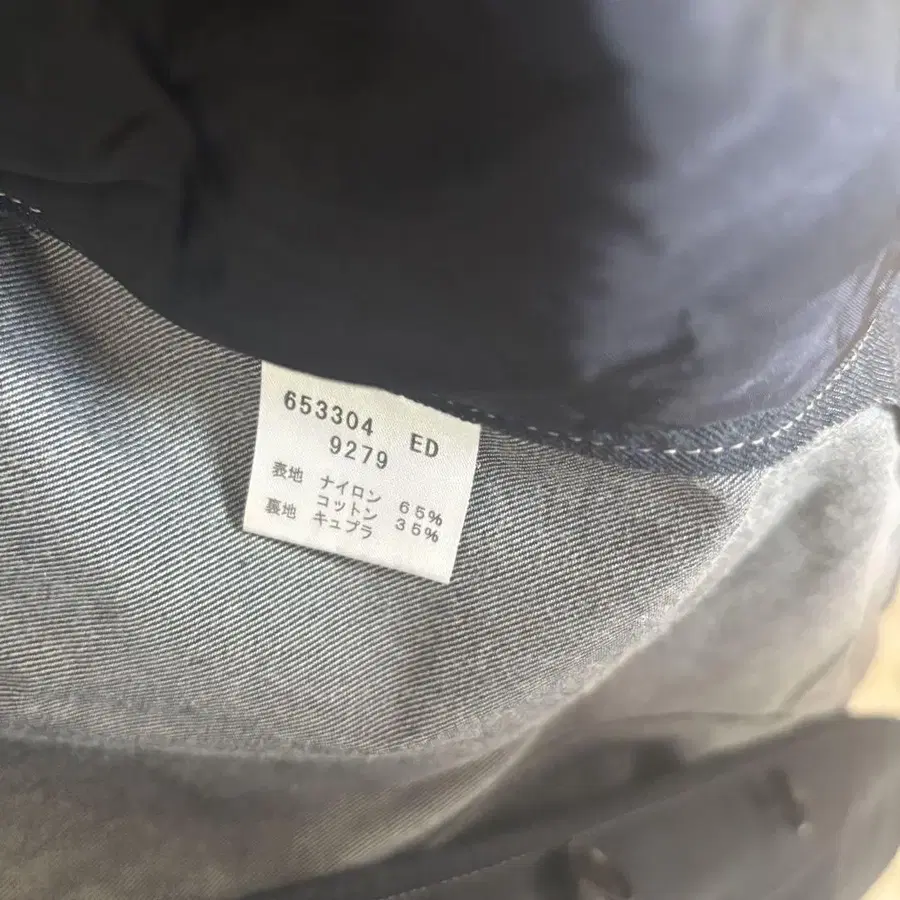 653304 ED
9279
表地 ナイロン 65%
コットン 35%
裏地 キュプラ